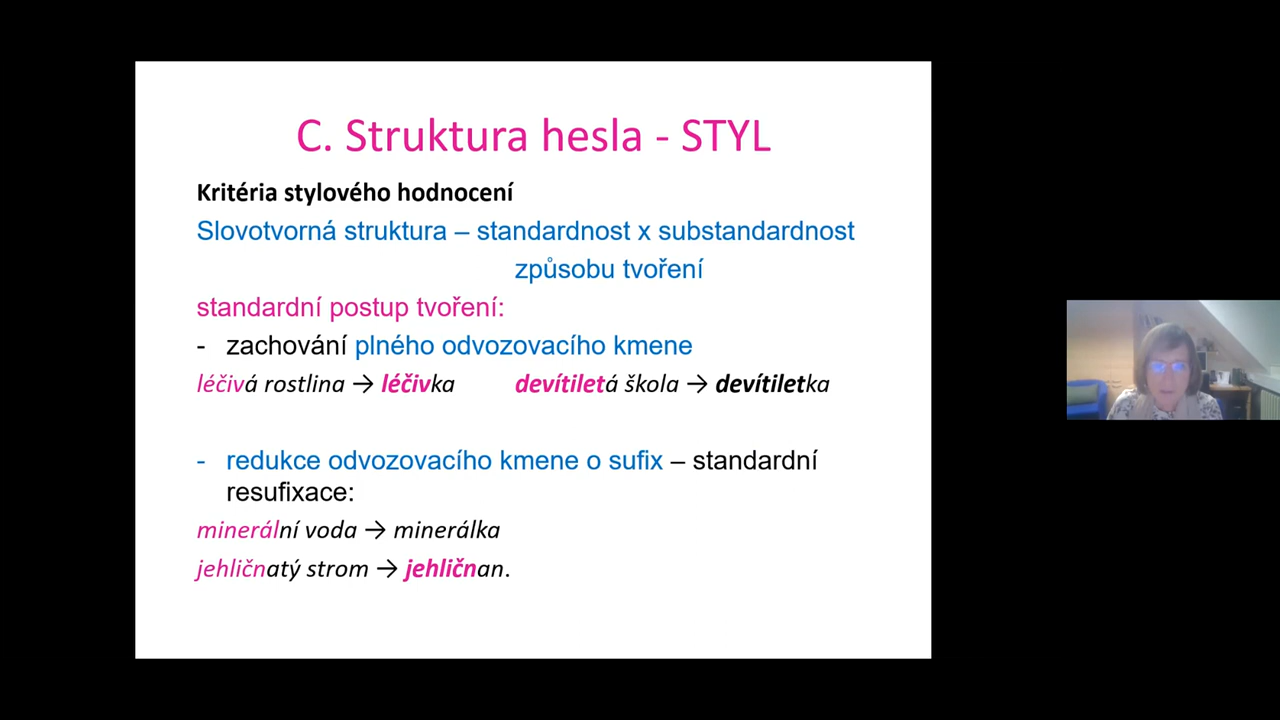 C. Struktura hesla - STYL
Kritéria stylového hodnocení
Slovotvorná struktura – standardnost x substandardnost
způsobu tvoření
standardní postup tvoření:
- zachování plného odvozovacího kmene
léčivá rostlina → léčivka devítiletá škola → devítiletka
- redukce odvozovacího kmene o sufix – standardní
resufixace:
minerální voda → minerálka
jehličnatý strom → jehličnan.